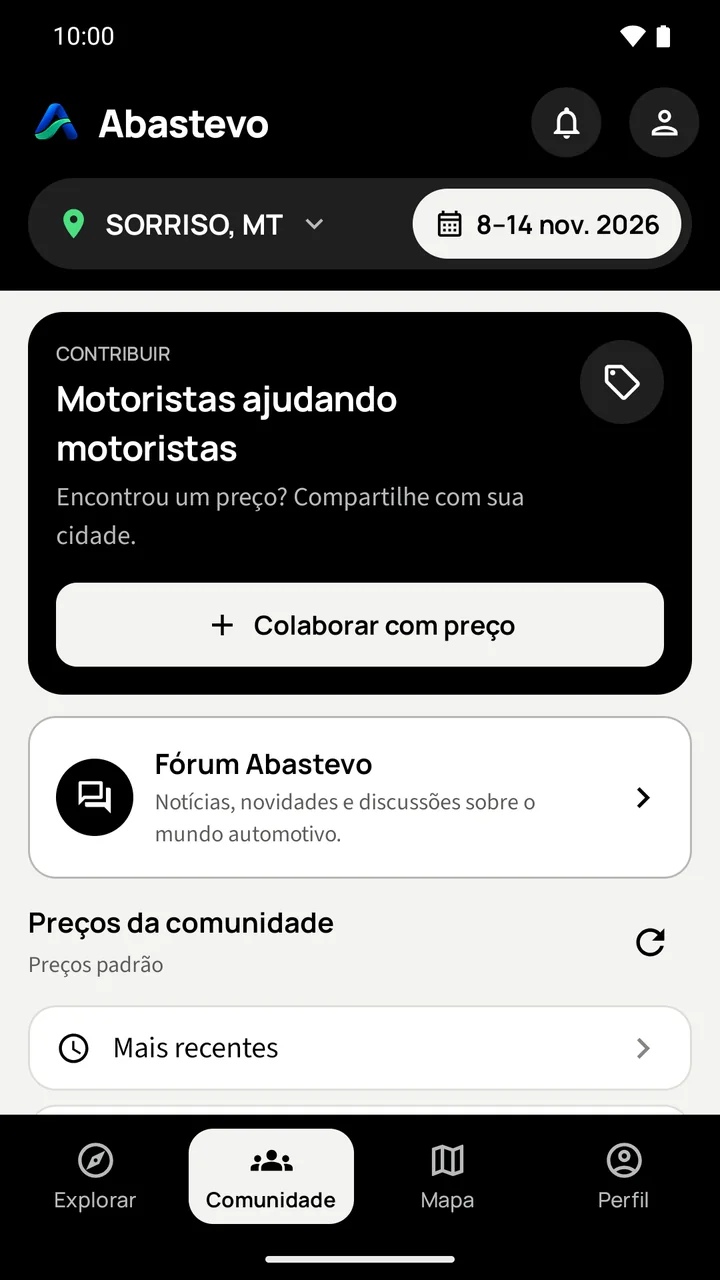 10:00
Abastevo
SORRISO, MT
8–14 nov. 2026
CONTRIBUIR
Motoristas ajudando
motoristas
Encontrou um preço? Compartilhe com sua
cidade.
Colaborar com preço
Fórum Abastevo
Notícias, novidades e discussões sobre o
mundo automotivo.
Preços da comunidade
Preços padrão
Mais recentes
Explorar
Comunidade
Mapa
Perfil